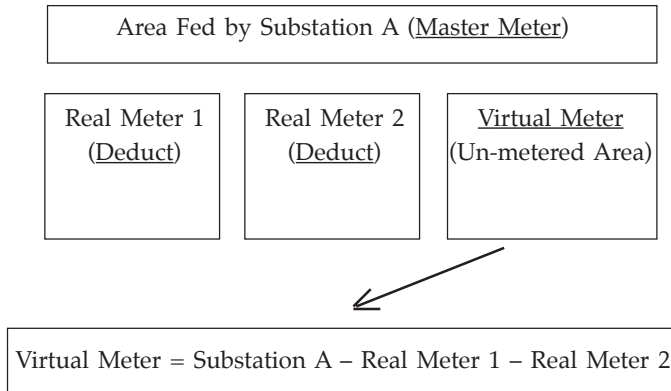 Area Fed by Substation A (Master Meter)
Real Meter 1
(Deduct)
Real Meter 2
(Deduct)
Virtual Meter
(Un-metered Area)
Virtual Meter = Substation A – Real Meter 1 – Real Meter 2